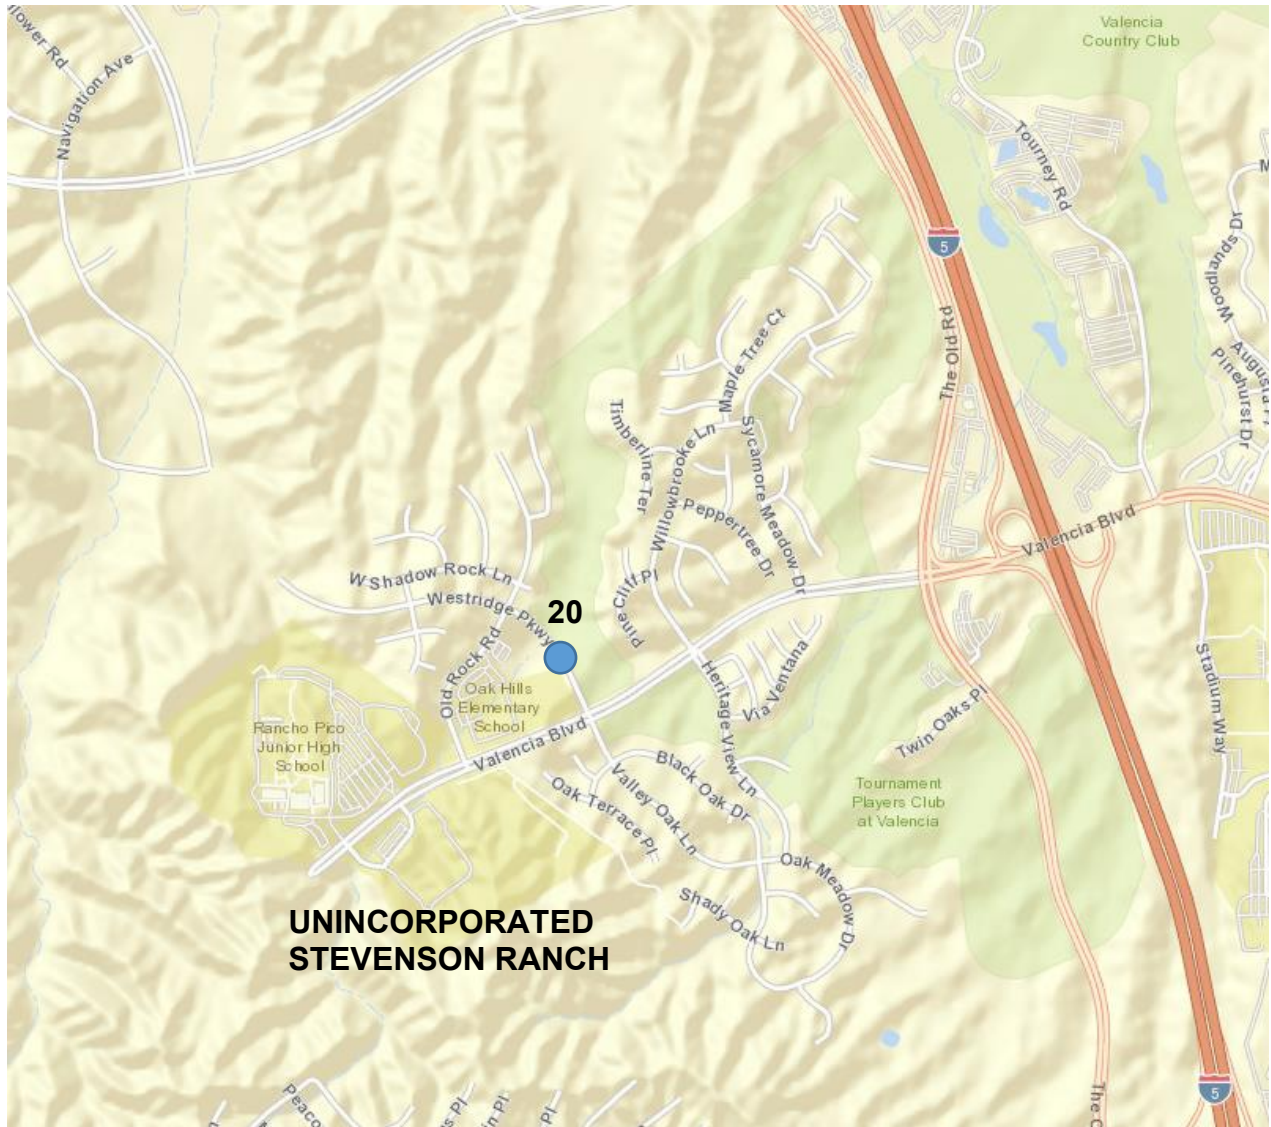 Valencia
Country Club
Navigation Ave
Tourney Rd
5
Woodlands Dr
The Old Rd
Pinehurst Dr
Maple Tree Ct
Timberline Ter
Willowbrooke Ln
Sycamore Meadow Dr
Peppertree Dr
Valencia Blvd
W Shadow Rock Ln
Westridge Pkwy
20
Pine Cliff Pl
Old Rock Rd
Oak Hills
Elementary
School
Heritage View Ln
Via Ventana
Stadium Way
Rancho Pico
Junior High
School
Valencia Blvd
Twin Oaks Pl
Black Oak Dr
Valley Oak Ln
Oak Terrace Pl
Tournament
Players Club
at Valencia
Oak Meadow Dr
Shady Oak Ln
UNINCORPORATED
STEVENSON RANCH
5